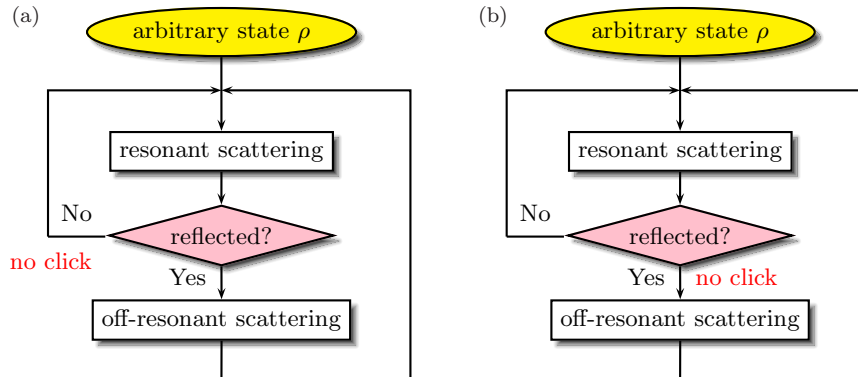 (a)
arbitrary state ρ
resonant scattering
No
reflected?
no click
Yes
off-resonant scattering
(b)
arbitrary state ρ
resonant scattering
No
reflected?
Yes
no click
off-resonant scattering